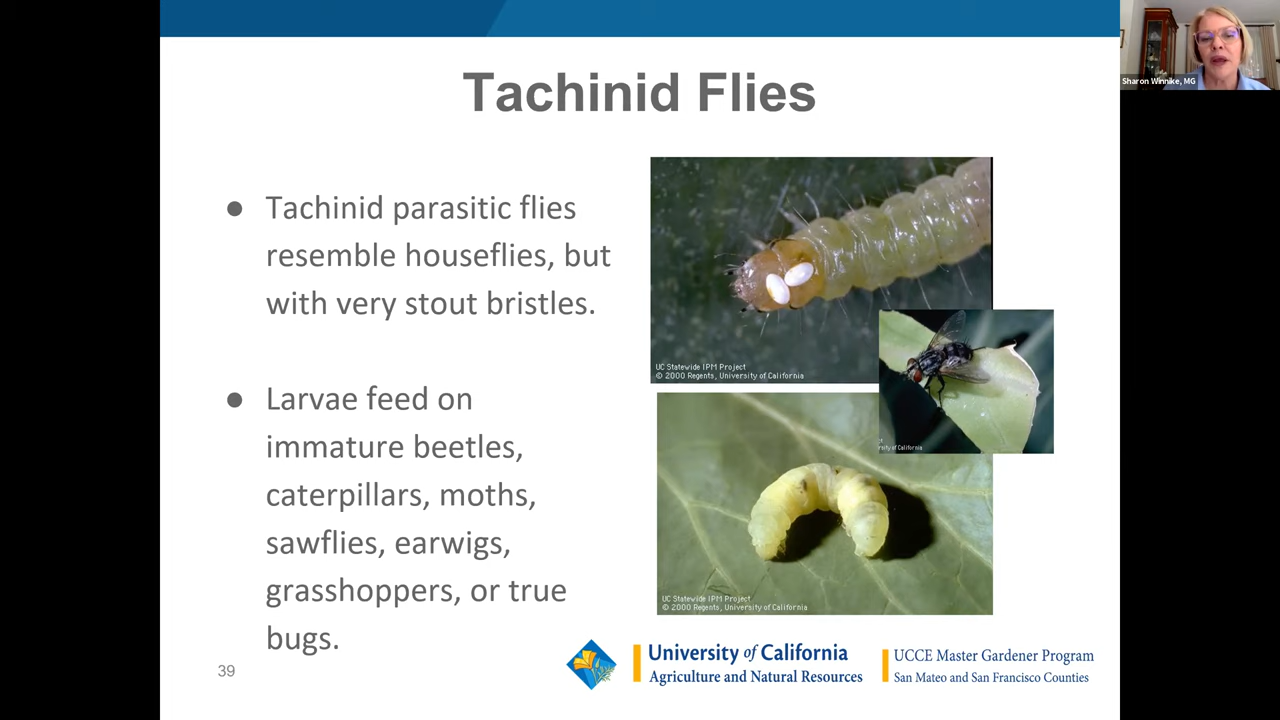 Tachinid Flies
Sharon Winnike, MG
● Tachinid parasitic flies
resemble houseflies, but
with very stout bristles.
● Larvae feed on
immature beetles,
caterpillars, moths,
sawflies, earwigs,
grasshoppers, or true
bugs.
UC Statewide IPM Project
© 2000 Regents, University of California
UC Statewide IPM Project
© 2000 Regents, University of California
39
University of California
Agriculture and Natural Resources
UCCE Master Gardener Program
San Mateo and San Francisco Counties